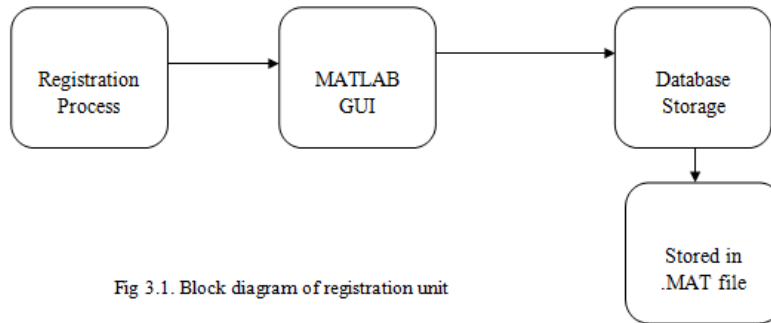 Registration
Process
MATLAB
GUI
Database
Storage
Stored in
.MAT file
Fig 3.1. Block diagram of registration unit